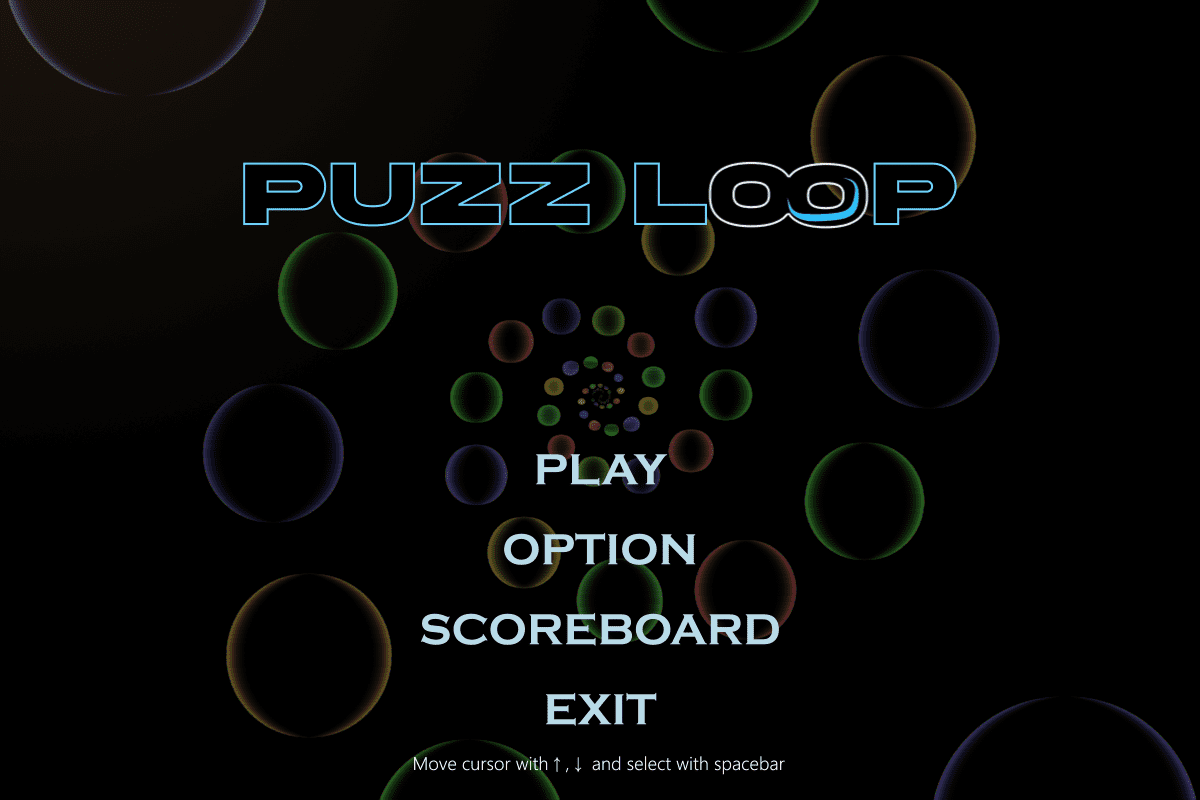 PUZZ LOOP
PLAY
OPTION
SCOREBOARD
EXIT
Move cursor with ↑ , ↓ and select with spacebar